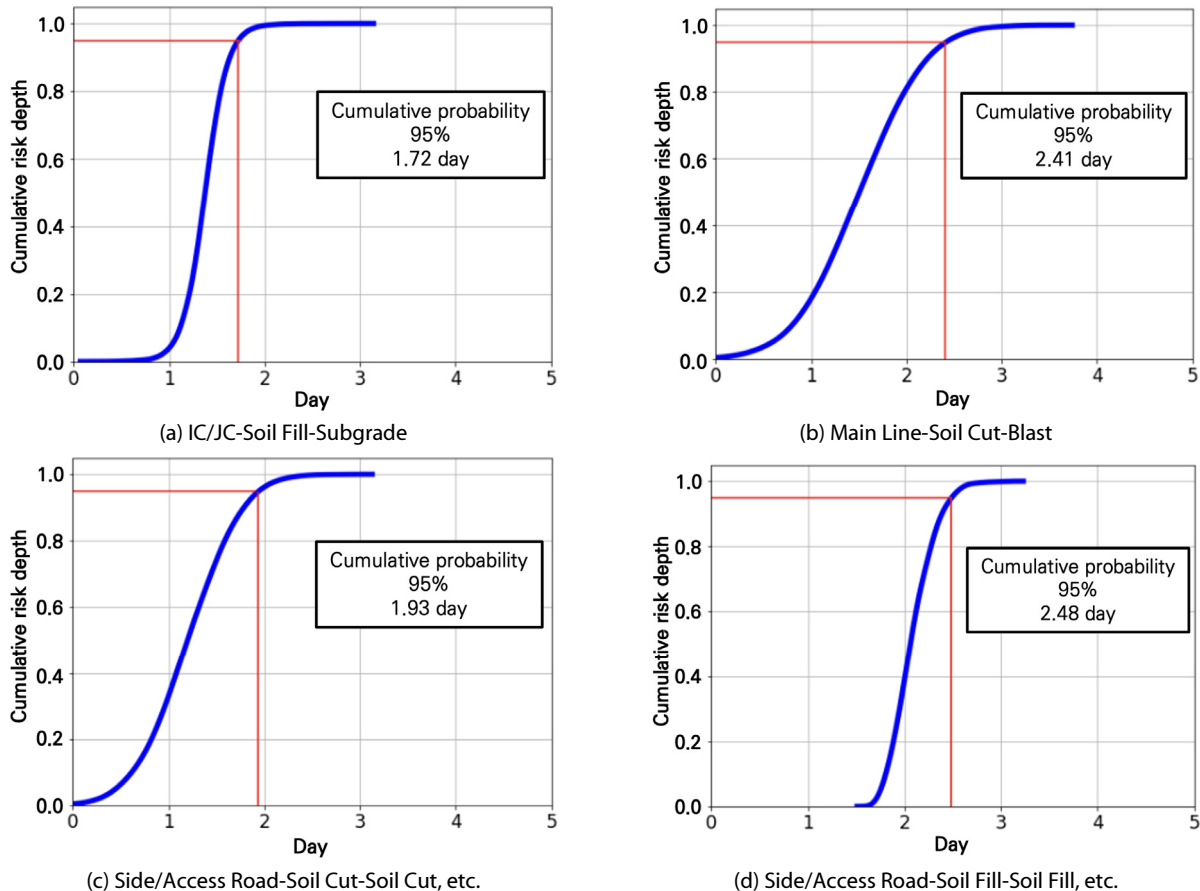 1.0
0.8
0.6
0.4
0.2
0.0
Cumulative risk depth
Cumulative probability
95%
1.72 day
0 1 2 3 4 5
Day
(a) IC/JC-Soil Fill-Subgrade
1.0
0.8
0.6
0.4
0.2
0.0
Cumulative risk depth
Cumulative probability
95%
2.41 day
0 1 2 3 4 5
Day
(b) Main Line-Soil Cut-Blast
1.0
0.8
0.6
0.4
0.2
0.0
Cumulative risk depth
Cumulative probability
95%
1.93 day
0 1 2 3 4 5
Day
(c) Side/Access Road-Soil Cut-Soil Cut, etc.
1.0
0.8
0.6
0.4
0.2
0.0
Cumulative risk depth
Cumulative probability
95%
2.48 day
0 1 2 3 4 5
Day
(d) Side/Access Road-Soil Fill-Soil Fill, etc.